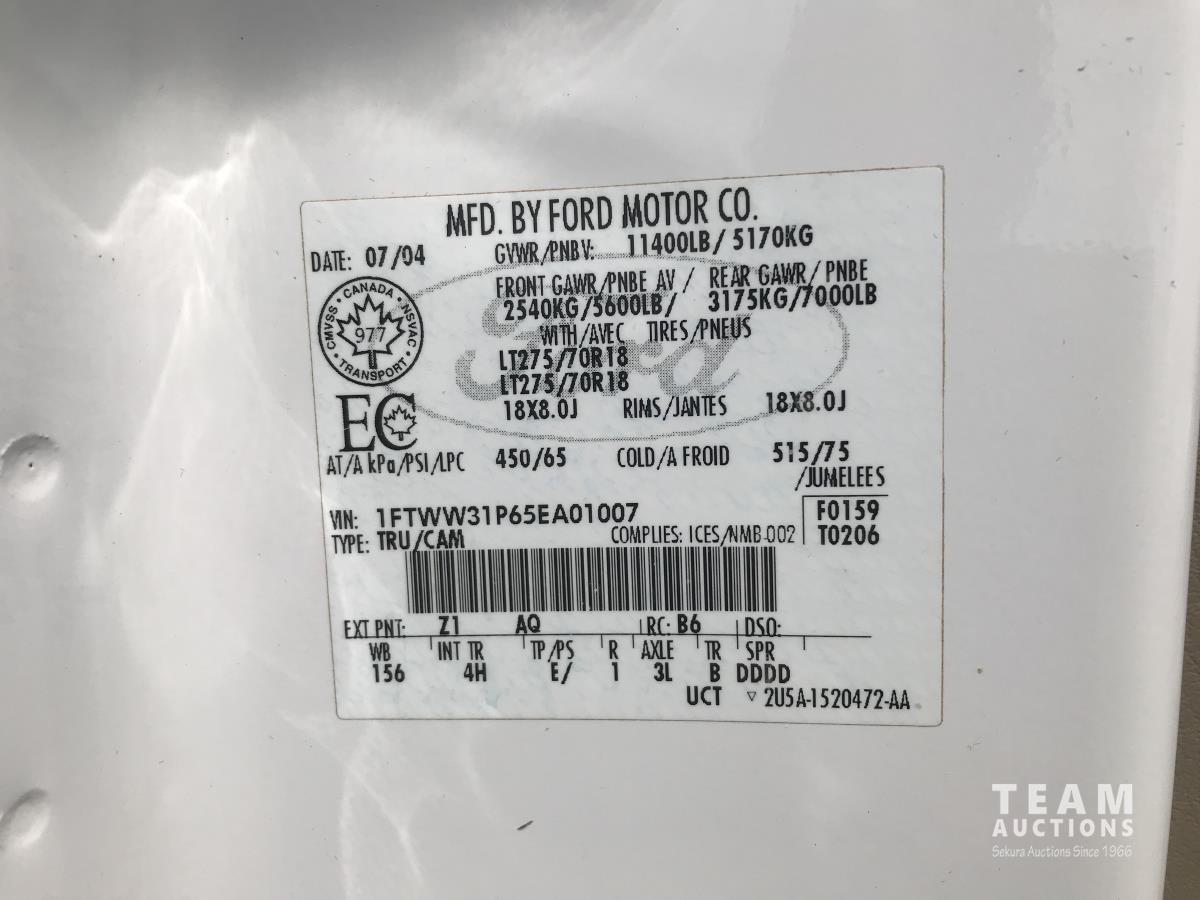 MFD. BY FORD MOTOR CO.
DATE: 07/04
GVWR/PNBV: 11400LB/ 5170KG
FRONT GAWR/PNBE AV/ REAR GAWR/ PNBE
2540KG/5600LB/ 3175KG/7000LB
WITH/AVEC TIRES/PNEUS
LT275/70R18
LT275/70R18
18X8.0J RIMS/JANTES 18X8.0J
CANADA
CMVSS
NSVAC
977
TRANSPORT
Ford
EC
AT/A kPa/PSI/LPC 450/65 COLD/A FROID 515/75
/JUMELEES
VIN: 1FTWW31P65EA01007
F0159
TYPE: TRU/CAM COMPLIES: ICES/NMB-002
T0206
EXT PNT: Z1 AQ RC: B6 DSO:
WB INT TR TP/PS R AXLE TR SPR
156 4H E/ 1 3L B DDDD
UCT ▽ 2U5A-1520472-AA
TEAM
AUCTIONS
Sekura Auctions Since 1966